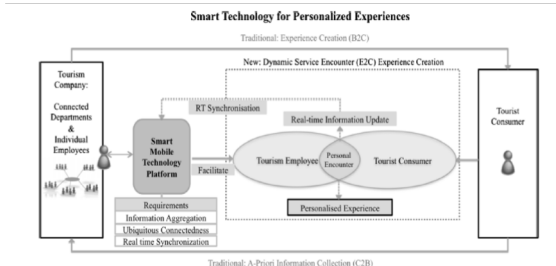 Smart Technology for Personalized Experiences
Traditional: Experience Creation (B2C)
New: Dynamic Service Encounter (E2C) Experience Creation
Tourism
Company:
Connected
Departments
&
Individual
Employees
RT Synchronisation
Real-time Information Update
Smart
Mobile
Technology
Platform
Facilitate
Tourism Employee
Personal
Encounter
Tourist Consumer
Tourist
Consumer
Requirements
Information Aggregation
Ubiquitous Connectedness
Real time Synchronization
Personalised Experience
Traditional: A-Priori Information Collection (C2B)